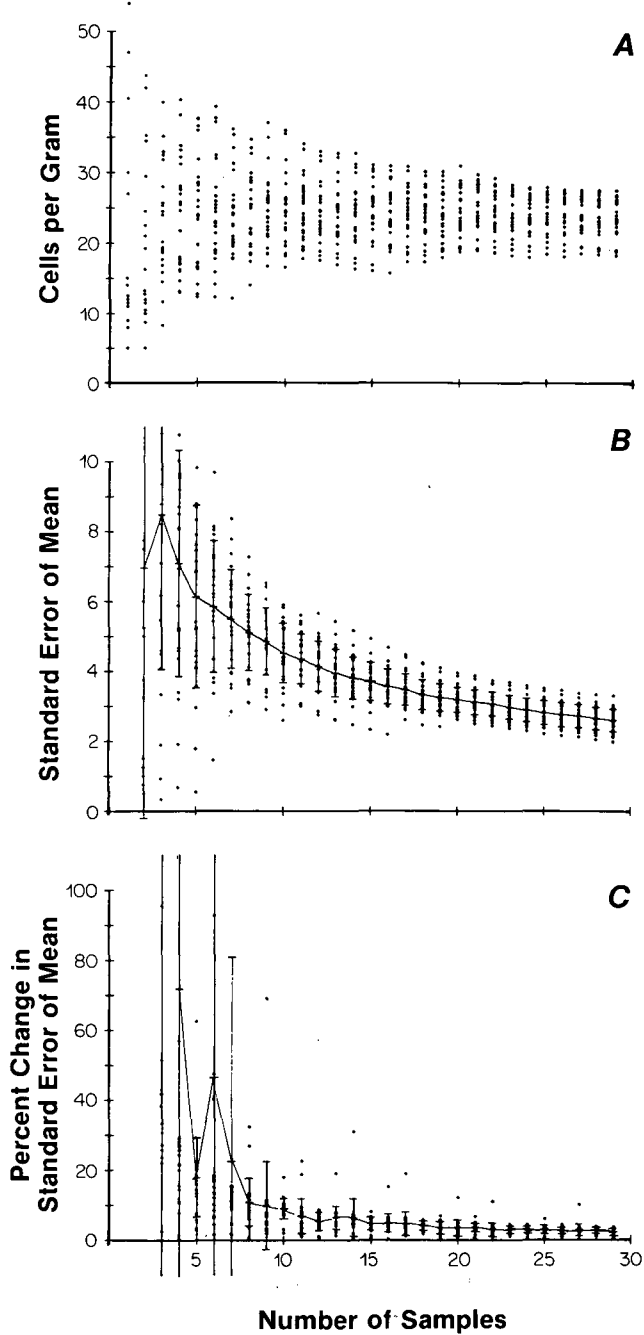 A
50
40
30
20
10
0
Cells per Gram
B
10
8
6
4
2
0
Standard Error of Mean
C
100
80
60
40
20
0
Percent Change in
Standard Error of Mean
5 10 15 20 25 30
Number of Samples